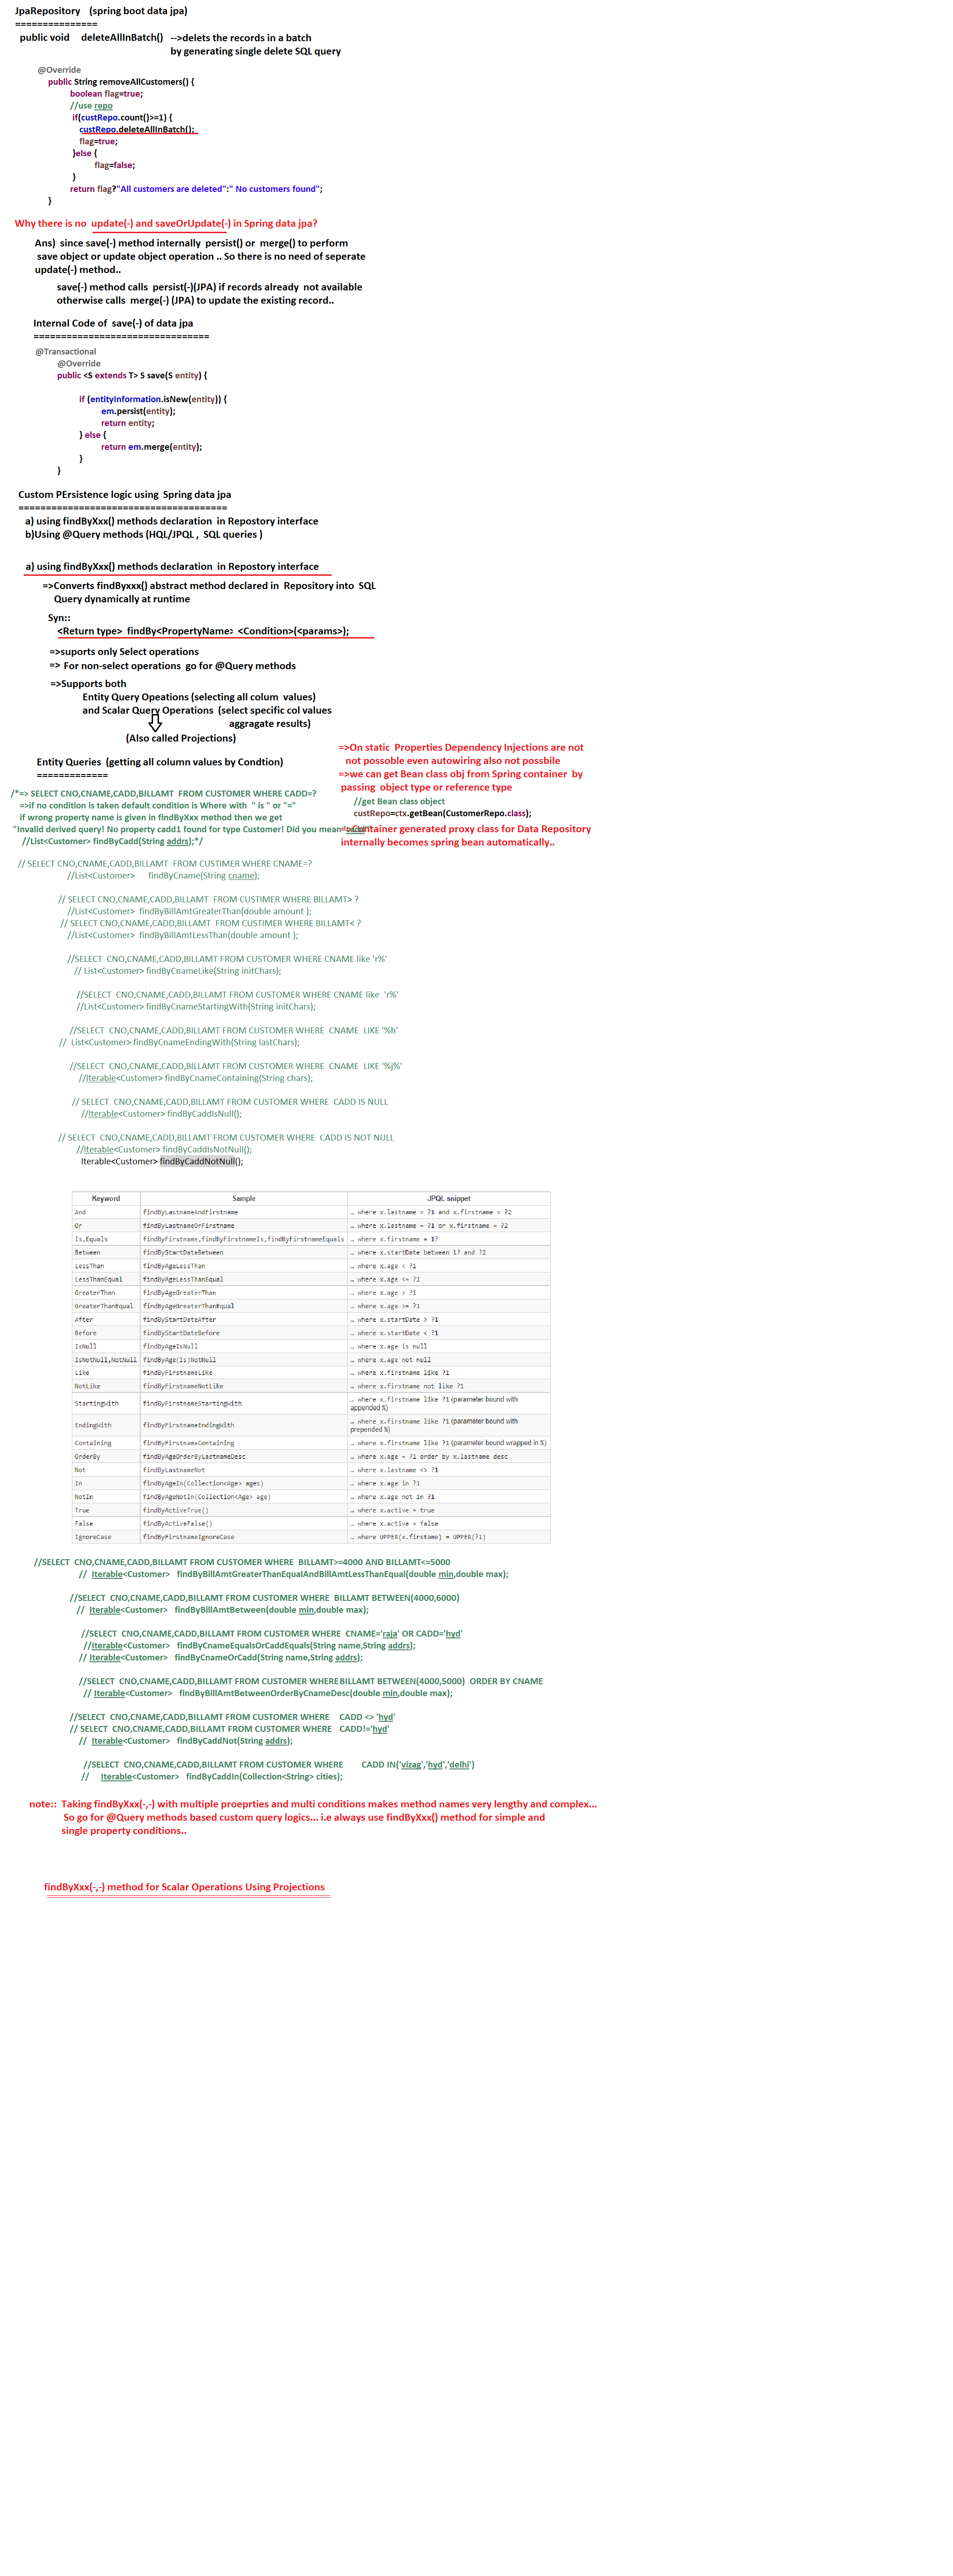 JpaRepository (spring boot data jpa)
===============
public void deleteAllInBatch() -->deletes the records in a batch
by generating single delete SQL query
@Override
public String removeAllCustomers() {
boolean flag=true;
//use repo
if(custRepo.count()>=1) {
custRepo.deleteAllInBatch();
flag=true;
}else {
flag=false;
}
return flag?"All customers are deleted":" No customers found";
}
Why there is no update(-) and saveOrUpdate(-) in Spring data jpa?
Ans) since save(-) method internally persist() or merge() to perform
save object or update object operation .. So there is no need of seperate
update(-) method..
save(-) method calls persist(-)(JPA) if records already not available
otherwise calls merge(-) (JPA) to update the existing record..
Internal Code of save(-) of data jpa
================================
@Transactional
@Override
public <S extends T> S save(S entity) {
if (entityInformation.isNew(entity)) {
em.persist(entity);
return entity;
} else {
return em.merge(entity);
}
}
Custom PErsistence logic using Spring data jpa
======================================
a) using findByXxx() methods declaration in Repostory interface
b)Using @Query methods (HQL/JPQL , SQL queries )
a) using findByXxx() methods declaration in Repostory interface
=>Converts findByxxx() abstract method declared in Repository into SQL
Query dynamically at runtime
Syn::
<Return type> findBy<PropertyName> <Condition>(<params>);
=>suports only Select operations
=> For non-select operations go for @Query methods
=>Supports both
Entity Query Opeations (selecting all colum values)
and Scalar Query Operations (select specific col values
aggragate results)
(Also called Projections)
Entity Queries (getting all column values by Condtion)
=============
=>On static Properties Dependency Injections are not
not possoble even autowiring also not possbile
=>we can get Bean class obj from Spring container by
passing object type or reference type
//get Bean class object
custRepo=ctx.getBean(CustomerRepo.class);
=>Container generated proxy class for Data Repository
internally becomes spring bean automatically..
/*=> SELECT CNO,CNAME,CADD,BILLAMT FROM CUSTOMER WHERE CADD=?
=>if no condition is taken default condition is Where with " is " or "="
if wrong property name is given in findByXxx method then we get
"Invalid derived query! No property cadd1 found for type Customer! Did you mean 'cadd'"
//List<Customer> findByCadd(String addrs);*/
// SELECT CNO,CNAME,CADD,BILLAMT FROM CUSTIMER WHERE CNAME=?
//List<Customer> findByCname(String cname);
// SELECT CNO,CNAME,CADD,BILLAMT FROM CUSTIMER WHERE BILLAMT> ?
//List<Customer> findByBillAmtGreaterThan(double amount );
// SELECT CNO,CNAME,CADD,BILLAMT FROM CUSTIMER WHERE BILLAMT< ?
//List<Customer> findByBillAmtLessThan(double amount );
//SELECT CNO,CNAME,CADD,BILLAMT FROM CUSTOMER WHERE CNAME like 'r%'
// List<Customer> findByCnameLike(String initChars);
//SELECT CNO,CNAME,CADD,BILLAMT FROM CUSTOMER WHERE CNAME like 'r%'
//List<Customer> findByCnameStartingWith(String initChars);
//SELECT CNO,CNAME,CADD,BILLAMT FROM CUSTOMER WHERE CNAME LIKE '%h'
// List<Customer> findByCnameEndingWith(String lastChars);
//SELECT CNO,CNAME,CADD,BILLAMT FROM CUSTOMER WHERE CNAME LIKE '%j%'
//Iterable<Customer> findByCnameContaining(String chars);
// SELECT CNO,CNAME,CADD,BILLAMT FROM CUSTOMER WHERE CADD IS NULL
//Iterable<Customer> findByCaddIsNull();
// SELECT CNO,CNAME,CADD,BILLAMT FROM CUSTOMER WHERE CADD IS NOT NULL
//Iterable<Customer> findByCaddIsNotNull();
Iterable<Customer> findByCaddNotNull();
Keyword Sample JPQL snippet
And findByLastnameAndFirstname … where x.lastname = ?1 and x.firstname = ?2
Or findByLastnameOrFirstname … where x.lastname = ?1 or x.firstname = ?2
Is,Equals findByFirstname,findByFirstnameIs,findByFirstnameEquals … where x.firstname = 1?
Between findByStartDateBetween … where x.startDate between 1? and ?2
LessThan findByAgeLessThan … where x.age < ?1
LessThanEqual findByAgeLessThanEqual … where x.age <= ?1
GreaterThan findByAgeGreaterThan … where x.age > ?1
GreaterThanEqual findByAgeGreaterThanEqual … where x.age >= ?1
After findByStartDateAfter … where x.startDate > ?1
Before findByStartDateBefore … where x.startDate < ?1
IsNull findByAgeIsNull … where x.age is null
IsNotNull,NotNull findByAge(Is)NotNull … where x.age not null
Like findByFirstnameLike … where x.firstname like ?1
NotLike findByFirstnameNotLike … where x.firstname not like ?1
StartingWith findByFirstnameStartingWith … where x.firstname like ?1 (parameter bound with
appended %)
EndingWith findByFirstnameEndingWith … where x.firstname like ?1 (parameter bound with
prepended %)
Containing findByFirstnameContaining … where x.firstname like ?1 (parameter bound wrapped in %)
OrderBy findByAgeOrderByLastnameDesc … where x.age = ?1 order by x.lastname desc
Not findByLastnameNot … where x.lastname <> ?1
In findByAgeIn(Collection<Age> ages) … where x.age in ?1
NotIn findByAgeNotIn(Collection<Age> age) … where x.age not in ?1
True findByActiveTrue() … where x.active = true
False findByActiveFalse() … where x.active = false
IgnoreCase findByFirstnameIgnoreCase … where UPPER(x.firstame) = UPPER(?1)
//SELECT CNO,CNAME,CADD,BILLAMT FROM CUSTOMER WHERE BILLAMT>=4000 AND BILLAMT<=5000
// Iterable<Customer> findByBillAmtGreaterThanEqualAndBillAmtLessThanEqual(double min,double max);
//SELECT CNO,CNAME,CADD,BILLAMT FROM CUSTOMER WHERE BILLAMT BETWEEN(4000,6000)
// Iterable<Customer> findByBillAmtBetween(double min,double max);
//SELECT CNO,CNAME,CADD,BILLAMT FROM CUSTOMER WHERE CNAME='raja' OR CADD='hyd'
//Iterable<Customer> findByCnameEqualsOrCaddEquals(String name,String addrs);
// Iterable<Customer> findByCnameOrCadd(String name,String addrs);
//SELECT CNO,CNAME,CADD,BILLAMT FROM CUSTOMER WHEREBILLAMT BETWEEN(4000,5000) ORDER BY CNAME
// Iterable<Customer> findByBillAmtBetweenOrderByCnameDesc(double min,double max);
//SELECT CNO,CNAME,CADD,BILLAMT FROM CUSTOMER WHERE CADD <> 'hyd'
// SELECT CNO,CNAME,CADD,BILLAMT FROM CUSTOMER WHERE CADD!='hyd'
// Iterable<Customer> findByCaddNot(String addrs);
//SELECT CNO,CNAME,CADD,BILLAMT FROM CUSTOMER WHERE CADD IN('vizag','hyd','delhi')
// Iterable<Customer> findByCaddIn(Collection<String> cities);
note:: Taking findByXxx(-,-) with multiple proeprties and multi conditions makes method names very lengthy and complex...
So go for @Query methods based custom query logics... i.e always use findByXxx() method for simple and
single property conditions..
findByXxx(-,-) method for Scalar Operations Using Projections